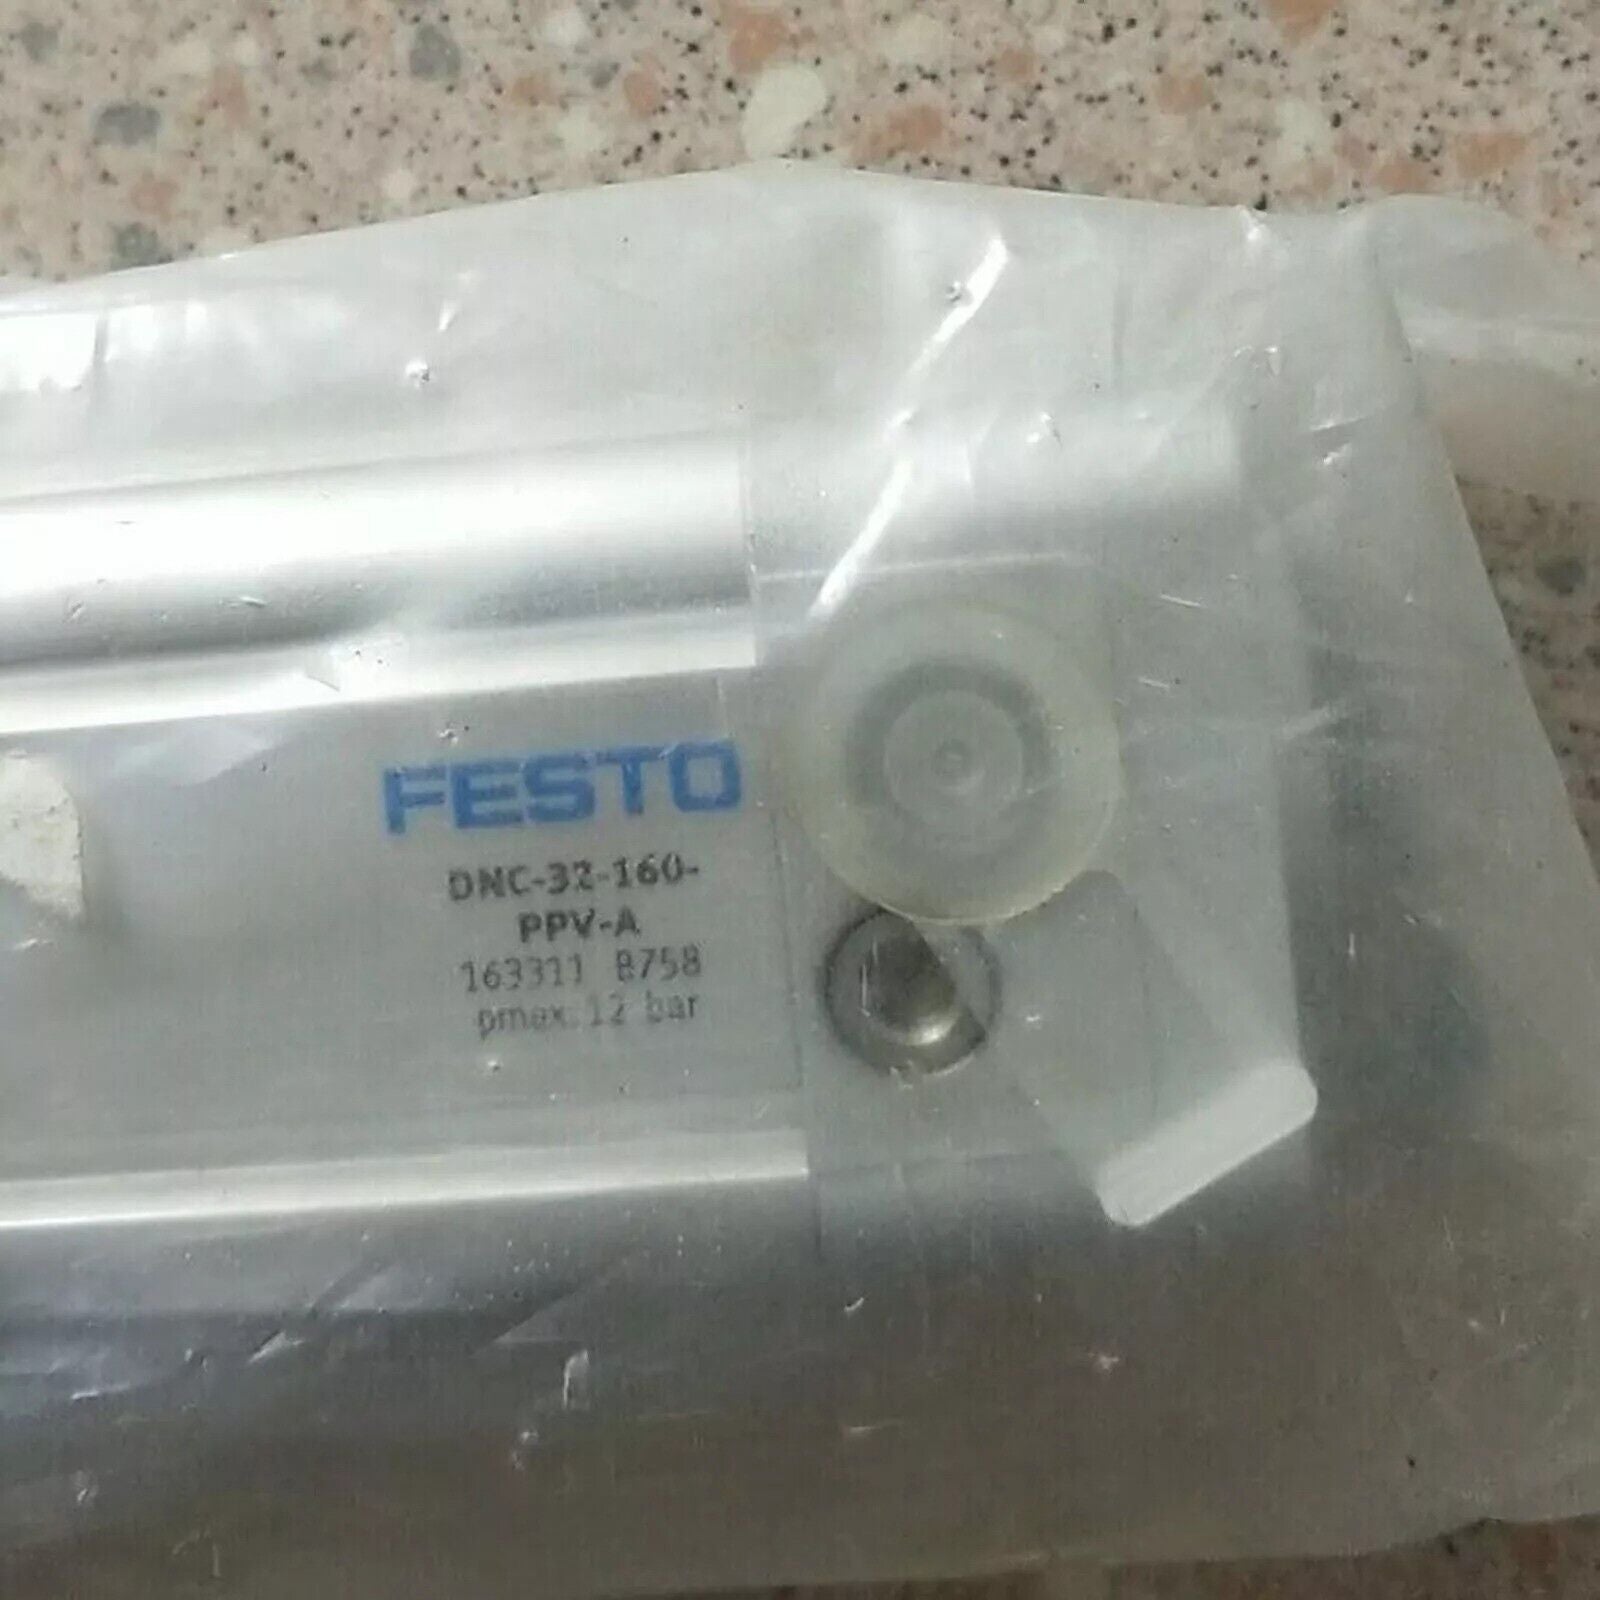 FESTO
DNC-32-160-
PPV-A
163311 B758
pmax. 12 bar